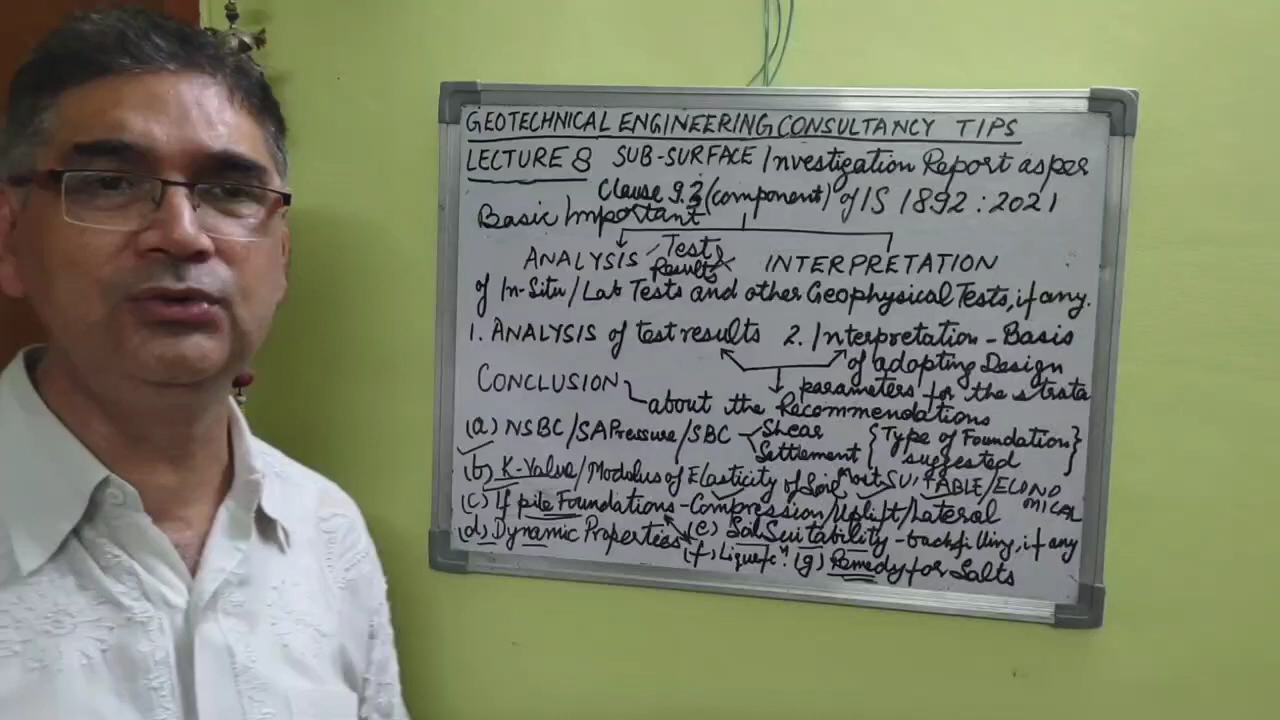 GEOTECHNICAL ENGINEERING CONSULTANCY TIPS
LECTURE 8 SUB-SURFACE Investigation Report as per
Clause 9.2 (component) of IS 1892:2021
Basic Important
ANALYSIS Test Results INTERPRETATION
of In-Situ/Lab Tests and other Geophysical Tests, if any.
1. ANALYSIS of test results 2. Interpretation - Basis
of adopting Design
parameters for the strata
CONCLUSION
about the Recommendations
(a) NSBC/SAPressure/SBC Shear {Type of Foundation}
Settlement suggested
(b) K-Value/Modulus of Elasticity of Soil Most SUITABLE/ECONOMICAL
(c) If pile Foundations - Compression/Uplift/Lateral
(d) Dynamic Properties (e) Soil Suitability - backfilling, if any
(f) Liquefcn. (g) Remedy for Salts